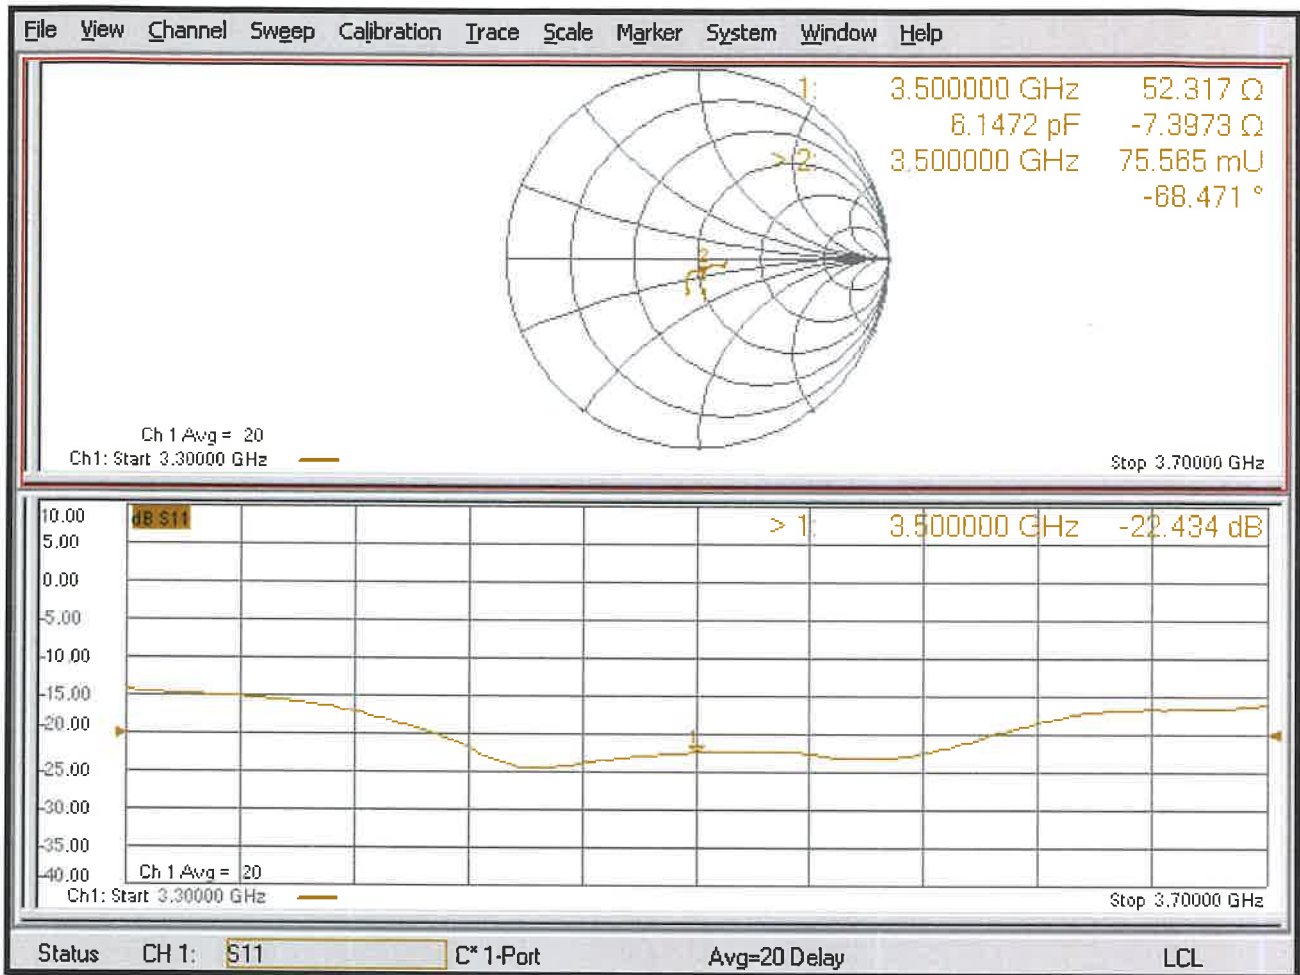 File View Channel Sweep Calibration Trace Scale Marker System Window Help
1: 3.500000 GHz 52.317 Ω
6.1472 pF -7.3973 Ω
> 2: 3.500000 GHz 75.565 mU
-68.471 °
2
Ch 1 Avg = 20
Ch1: Start 3.30000 GHz Stop 3.70000 GHz
10.00 dB S11 > 1: 3.500000 GHz -22.434 dB
5.00
0.00
-5.00
-10.00
-15.00
-20.00
1
-25.00
-30.00
-35.00
-40.00 Ch 1 Avg = 20
Ch1: Start 3.30000 GHz Stop 3.70000 GHz
Status CH 1: S11 C* 1-Port Avg=20 Delay LCL